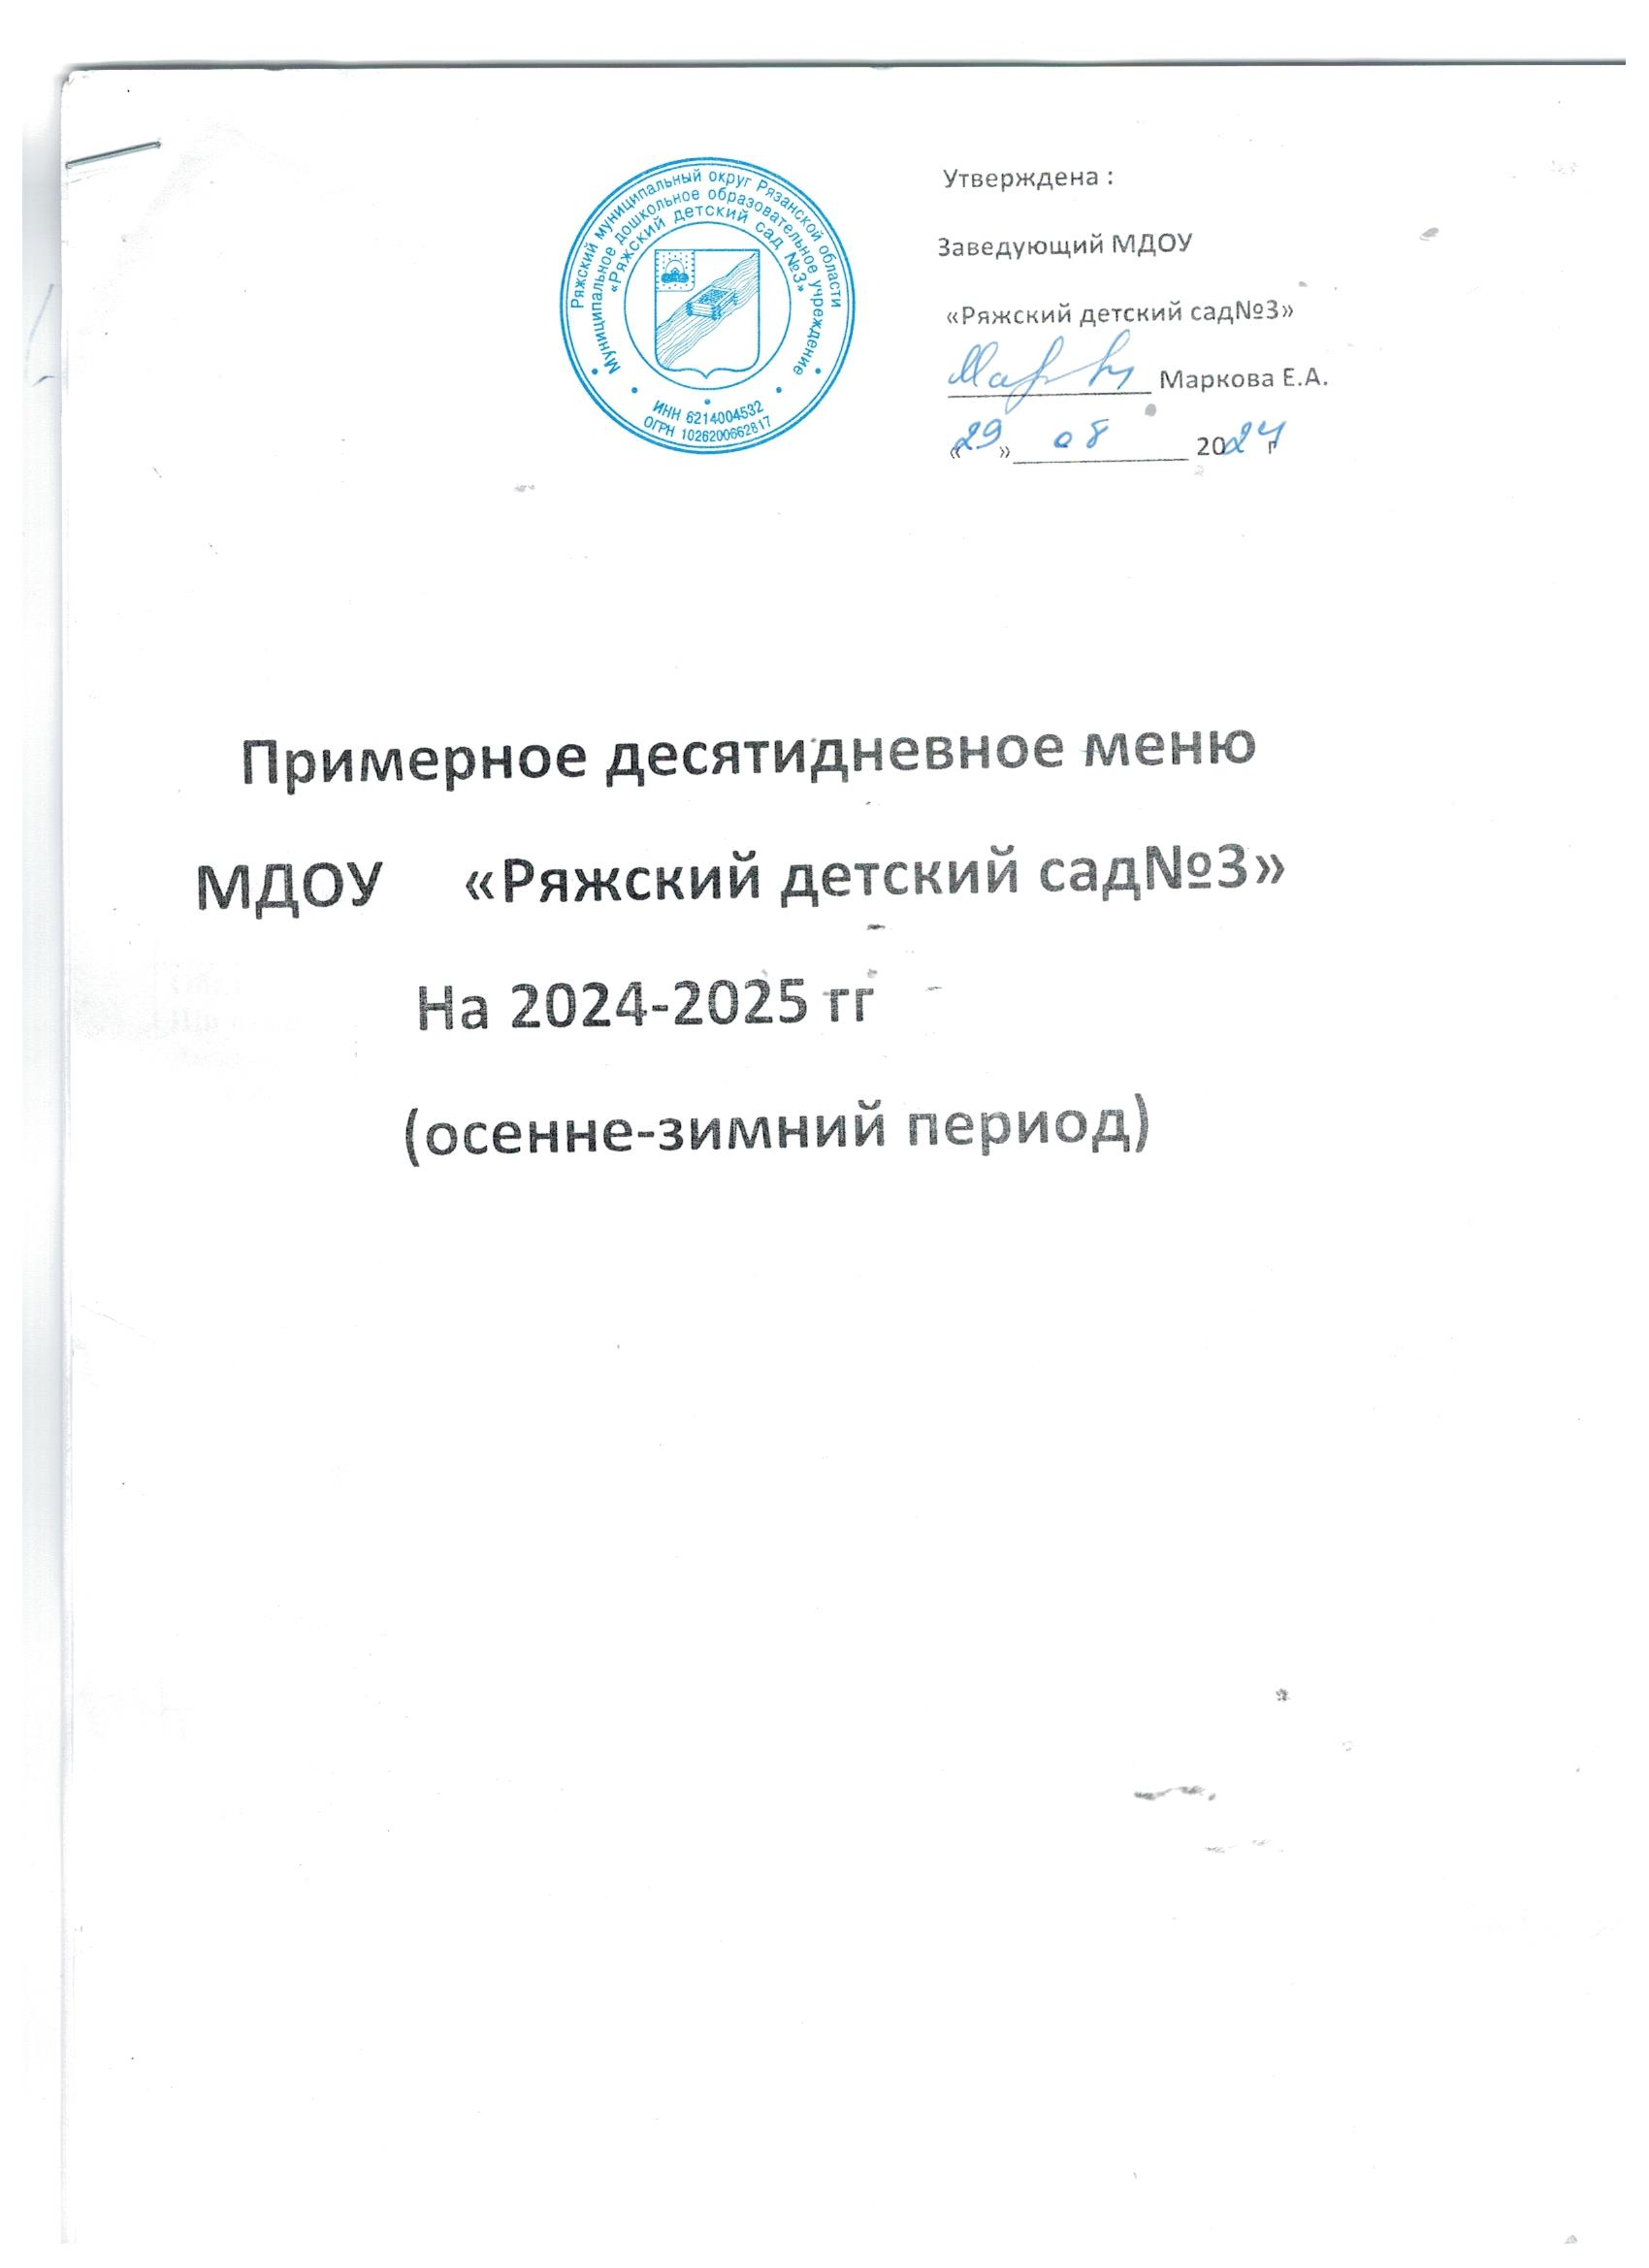 Ряжский муниципальный округ Рязанской области
Муниципальное дошкольное образовательное учреждение
«Ряжский детский сад №3»
ИНН 6214004532
ОГРН 1026200662817
Утверждена :
Заведующий МДОУ
«Ряжский детский сад№3»
Маркова Е.А.
«29» 08 2024 г
Примерное десятидневное меню
МДОУ «Ряжский детский сад№3»
На 2024-2025 гг
(осенне-зимний период)